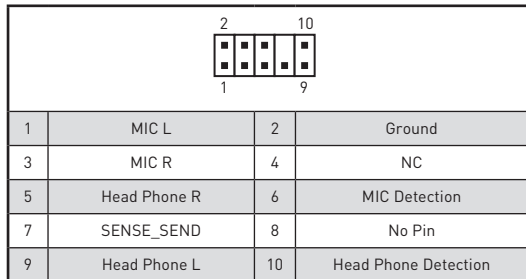 2 10
1 9
1 MIC L 2 Ground
3 MIC R 4 NC
5 Head Phone R 6 MIC Detection
7 SENSE_SEND 8 No Pin
9 Head Phone L 10 Head Phone Detection